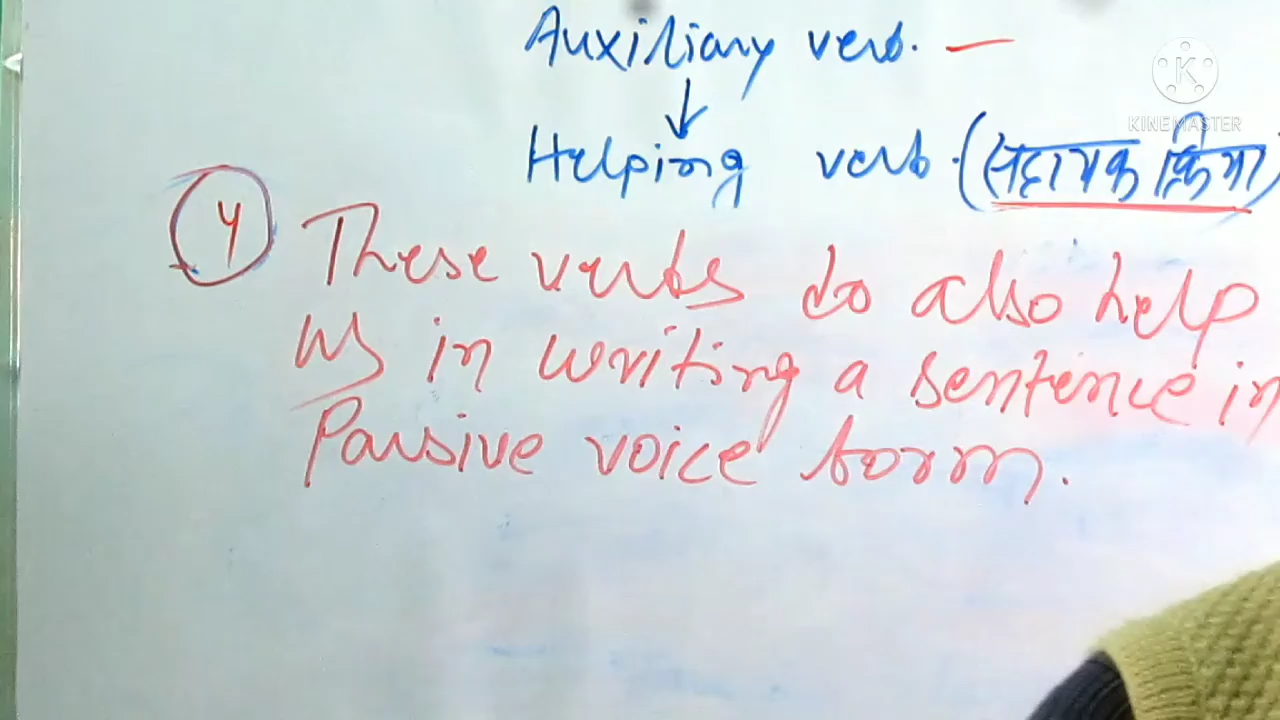 Auxiliary verb. —
Helping verb. (सहायक क्रिया)
4 These verbs do also help
us in writing a sentence in
Passive voice form.
K
KINEMASTER